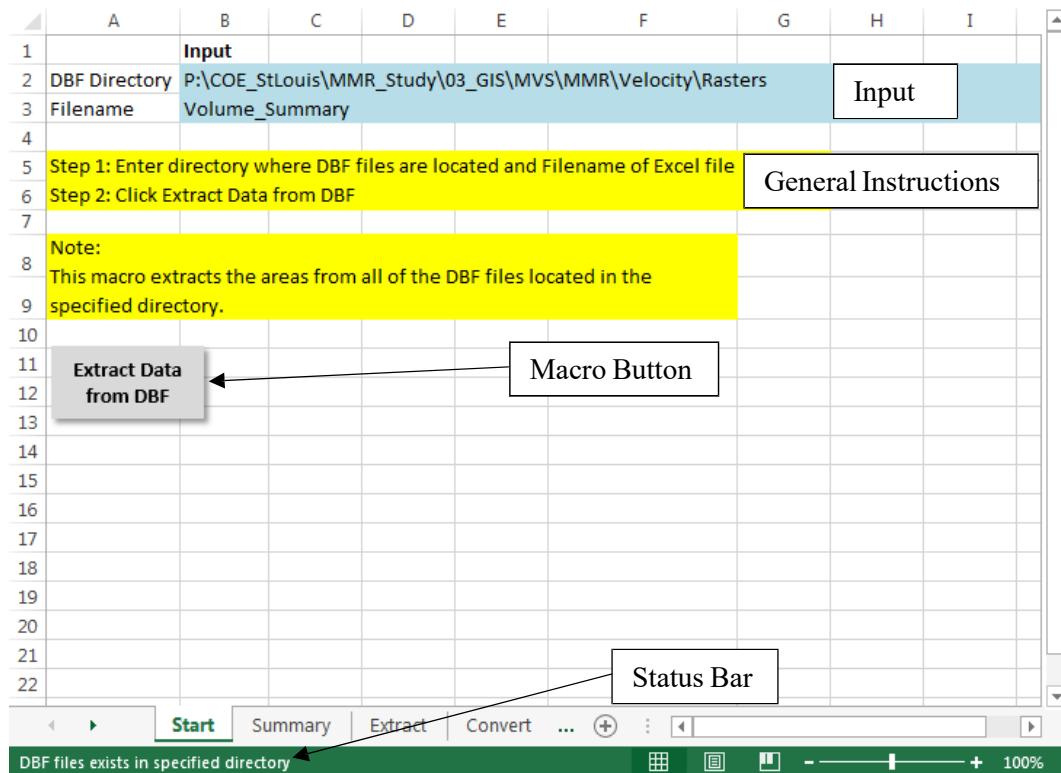 A B C D E F G H I
1 Input
2 DBF Directory P:\COE_StLouis\MMR_Study\03_GIS\MVS\MMR\Velocity\Rasters
Input
3 Filename Volume_Summary
4
5 Step 1: Enter directory where DBF files are located and Filename of Excel file
General Instructions
6 Step 2: Click Extract Data from DBF
7
8 Note:
This macro extracts the areas from all of the DBF files located in the
9 specified directory.
10
11 Extract Data
Macro Button
12 from DBF
13
14
15
16
17
18
19
20
21
Status Bar
22
Start Summary Extract Convert ...
DBF files exists in specified directory 100%